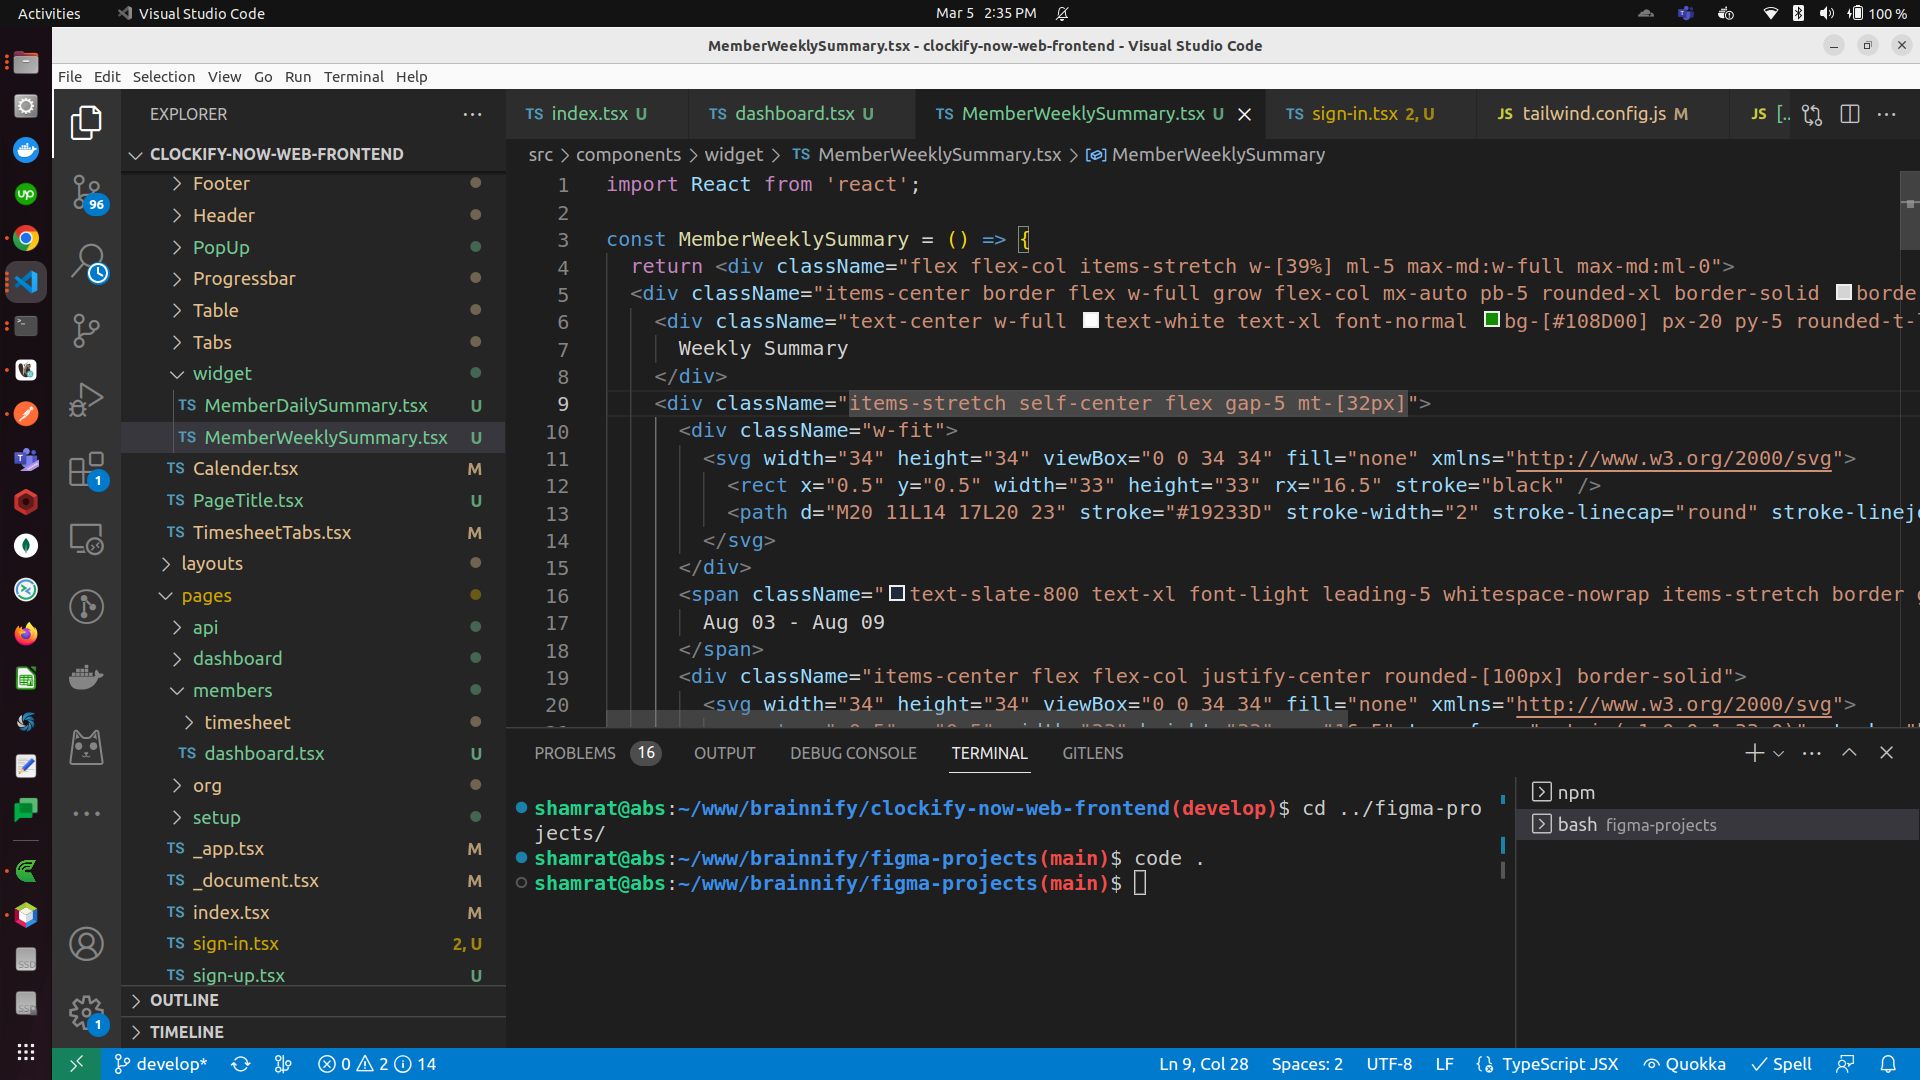 Activities
Visual Studio Code
Mar 5 2:35 PM
100 %
MemberWeeklySummary.tsx - clockify-now-web-frontend - Visual Studio Code
File Edit Selection View Go Run Terminal Help
EXPLORER
CLOCKIFY-NOW-WEB-FRONTEND
Footer
Header
PopUp
Progressbar
Table
Tabs
widget
TS MemberDailySummary.tsx U
TS MemberWeeklySummary.tsx U
TS Calender.tsx M
TS PageTitle.tsx U
TS TimesheetTabs.tsx M
layouts
pages
api
dashboard
members
timesheet
TS dashboard.tsx U
org
setup
TS _app.tsx M
TS _document.tsx M
TS index.tsx M
TS sign-in.tsx 2, U
TS sign-up.tsx U
OUTLINE
TIMELINE
96
1
1
up
SSD
SSD
TS index.tsx U
TS dashboard.tsx U
TS MemberWeeklySummary.tsx U
TS sign-in.tsx 2, U
JS tailwind.config.js M
JS [..
src > components > widget > TS MemberWeeklySummary.tsx > MemberWeeklySummary
1 import React from 'react';
2
3 const MemberWeeklySummary = () => {
4 return <div className="flex flex-col items-stretch w-[39%] ml-5 max-md:w-full max-md:ml-0">
5 <div className="items-center border flex w-full grow flex-col mx-auto pb-5 rounded-xl border-solid borde
6 <div className="text-center w-full text-white text-xl font-normal bg-[#108D00] px-20 py-5 rounded-t-
7 Weekly Summary
8 </div>
9 <div className="items-stretch self-center flex gap-5 mt-[32px]">
10 <div className="w-fit">
11 <svg width="34" height="34" viewBox="0 0 34 34" fill="none" xmlns="http://www.w3.org/2000/svg">
12 <rect x="0.5" y="0.5" width="33" height="33" rx="16.5" stroke="black" />
13 <path d="M20 11L14 17L20 23" stroke="#19233D" stroke-width="2" stroke-linecap="round" stroke-linejo
14 </svg>
15 </div>
16 <span className="text-slate-800 text-xl font-light leading-5 whitespace-nowrap items-stretch border g
17 Aug 03 - Aug 09
18 </span>
19 <div className="items-center flex flex-col justify-center rounded-[100px] border-solid">
20 <svg width="34" height="34" viewBox="0 0 34 34" fill="none" xmlns="http://www.w3.org/2000/svg">
PROBLEMS 16 OUTPUT DEBUG CONSOLE TERMINAL GITLENS
shamrat@abs:~/www/brainnify/clockify-now-web-frontend(develop)$ cd ../figma-pro
jects/
shamrat@abs:~/www/brainnify/figma-projects(main)$ code .
shamrat@abs:~/www/brainnify/figma-projects(main)$
npm
bash figma-projects
develop* 0 2 14
Ln 9, Col 28 Spaces: 2 UTF-8 LF TypeScript JSX Quokka Spell